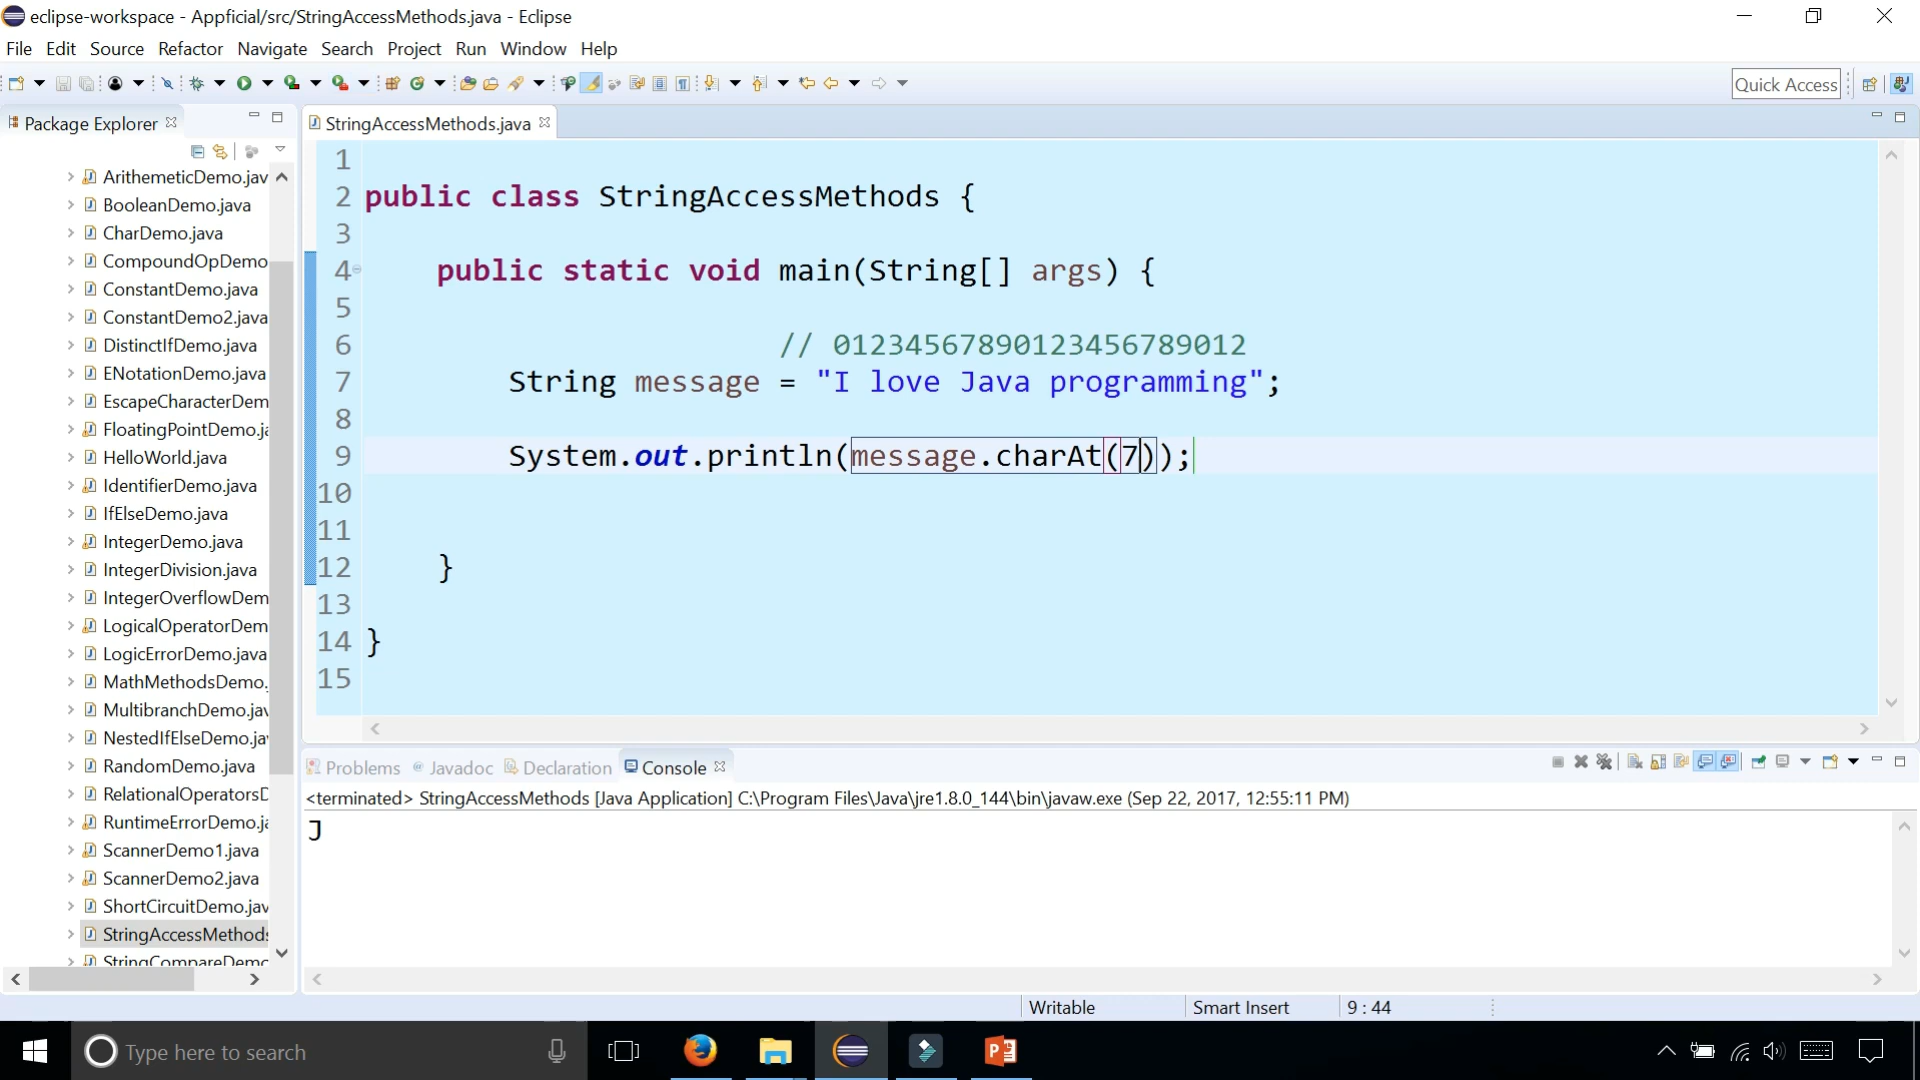 eclipse-workspace - Appficial/src/StringAccessMethods.java - Eclipse
File Edit Source Refactor Navigate Search Project Run Window Help
Quick Access
Package Explorer
StringAccessMethods.java
ArithemeticDemo.jav
BooleanDemo.java
CharDemo.java
CompoundOpDemo
ConstantDemo.java
ConstantDemo2.java
DistinctIfDemo.java
ENotationDemo.java
EscapeCharacterDem
FloatingPointDemo.ja
HelloWorld.java
IdentifierDemo.java
IfElseDemo.java
IntegerDemo.java
IntegerDivision.java
IntegerOverflowDem
LogicalOperatorDem
LogicErrorDemo.java
MathMethodsDemo.
MultibranchDemo.jav
NestedIfElseDemo.ja
RandomDemo.java
RelationalOperatorsD
RuntimeErrorDemo.ja
ScannerDemo1.java
ScannerDemo2.java
ShortCircuitDemo.jav
StringAccessMethods
StringCompareDemo
1
2 public class StringAccessMethods {
3
4 public static void main(String[] args) {
5
6 // 01234567890123456789012
7 String message = "I love Java programming";
8
9 System.out.println(message.charAt(7));
10
11
12 }
13
14 }
15
Problems Javadoc Declaration Console
<terminated> StringAccessMethods [Java Application] C:\Program Files\Java\jre1.8.0_144\bin\javaw.exe (Sep 22, 2017, 12:55:11 PM)
J
Writable Smart Insert 9 : 44
Type here to search